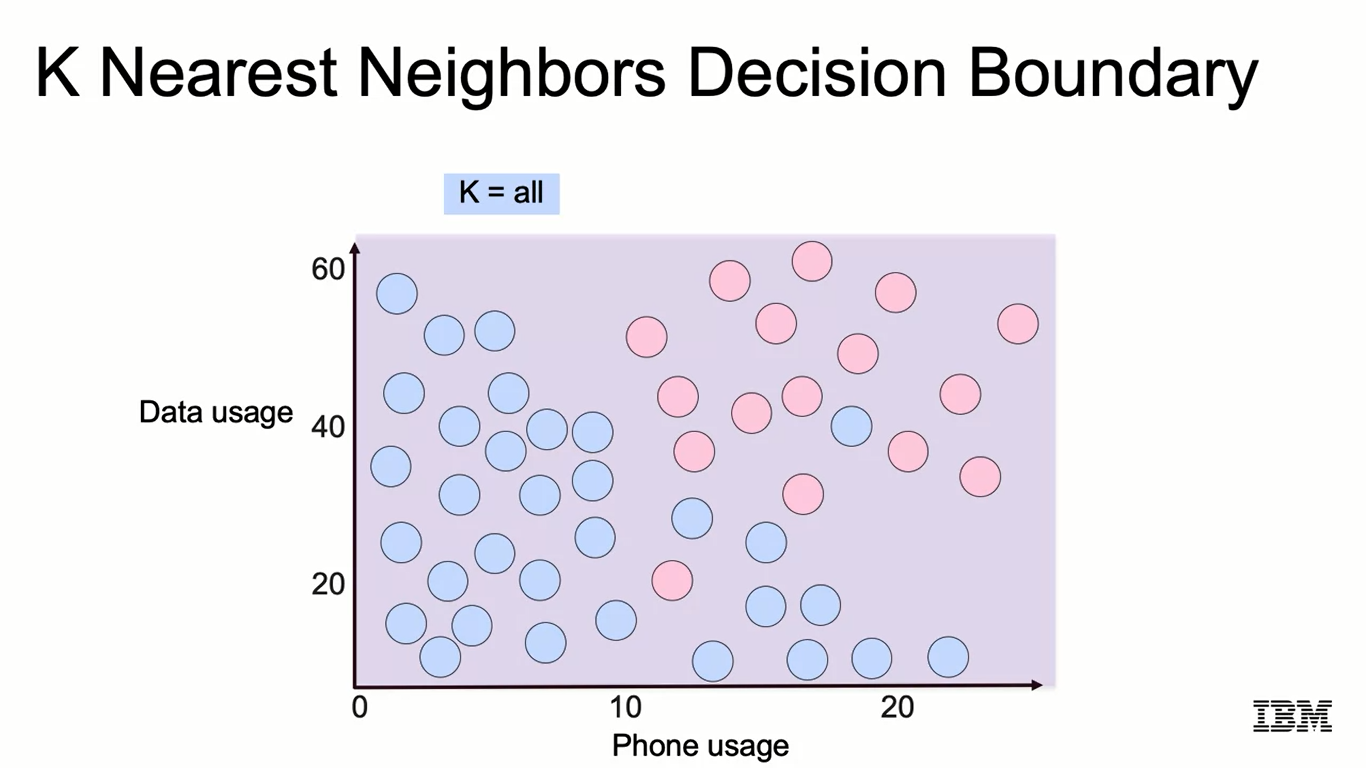 K Nearest Neighbors Decision Boundary
K = all
60
Data usage
40
20
0
10
20
Phone usage
IBM